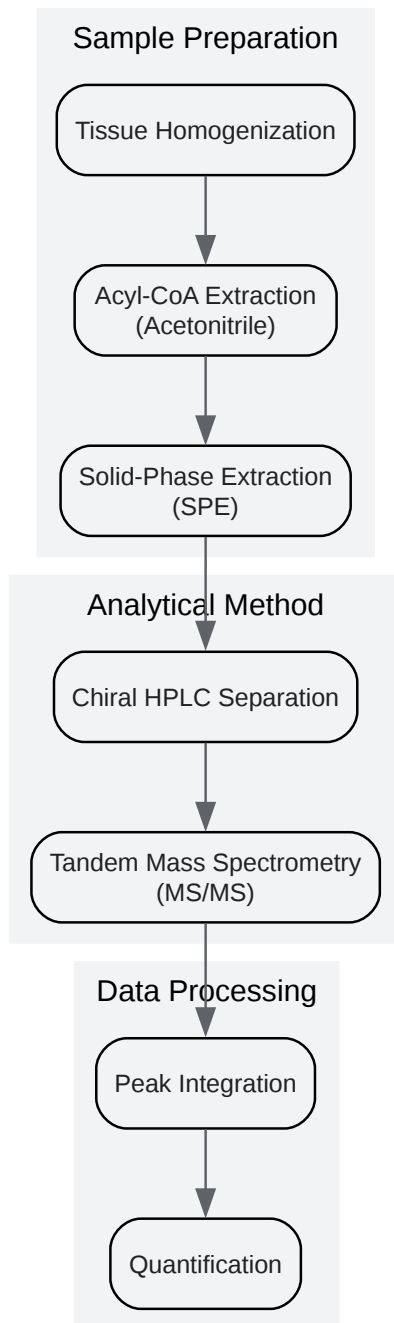 Sample Preparation
Tissue Homogenization
Acyl-CoA Extraction
(Acetonitrile)
Solid-Phase Extraction
(SPE)
Analytical Method
Chiral HPLC Separation
Tandem Mass Spectrometry
(MS/MS)
Data Processing
Peak Integration
Quantification